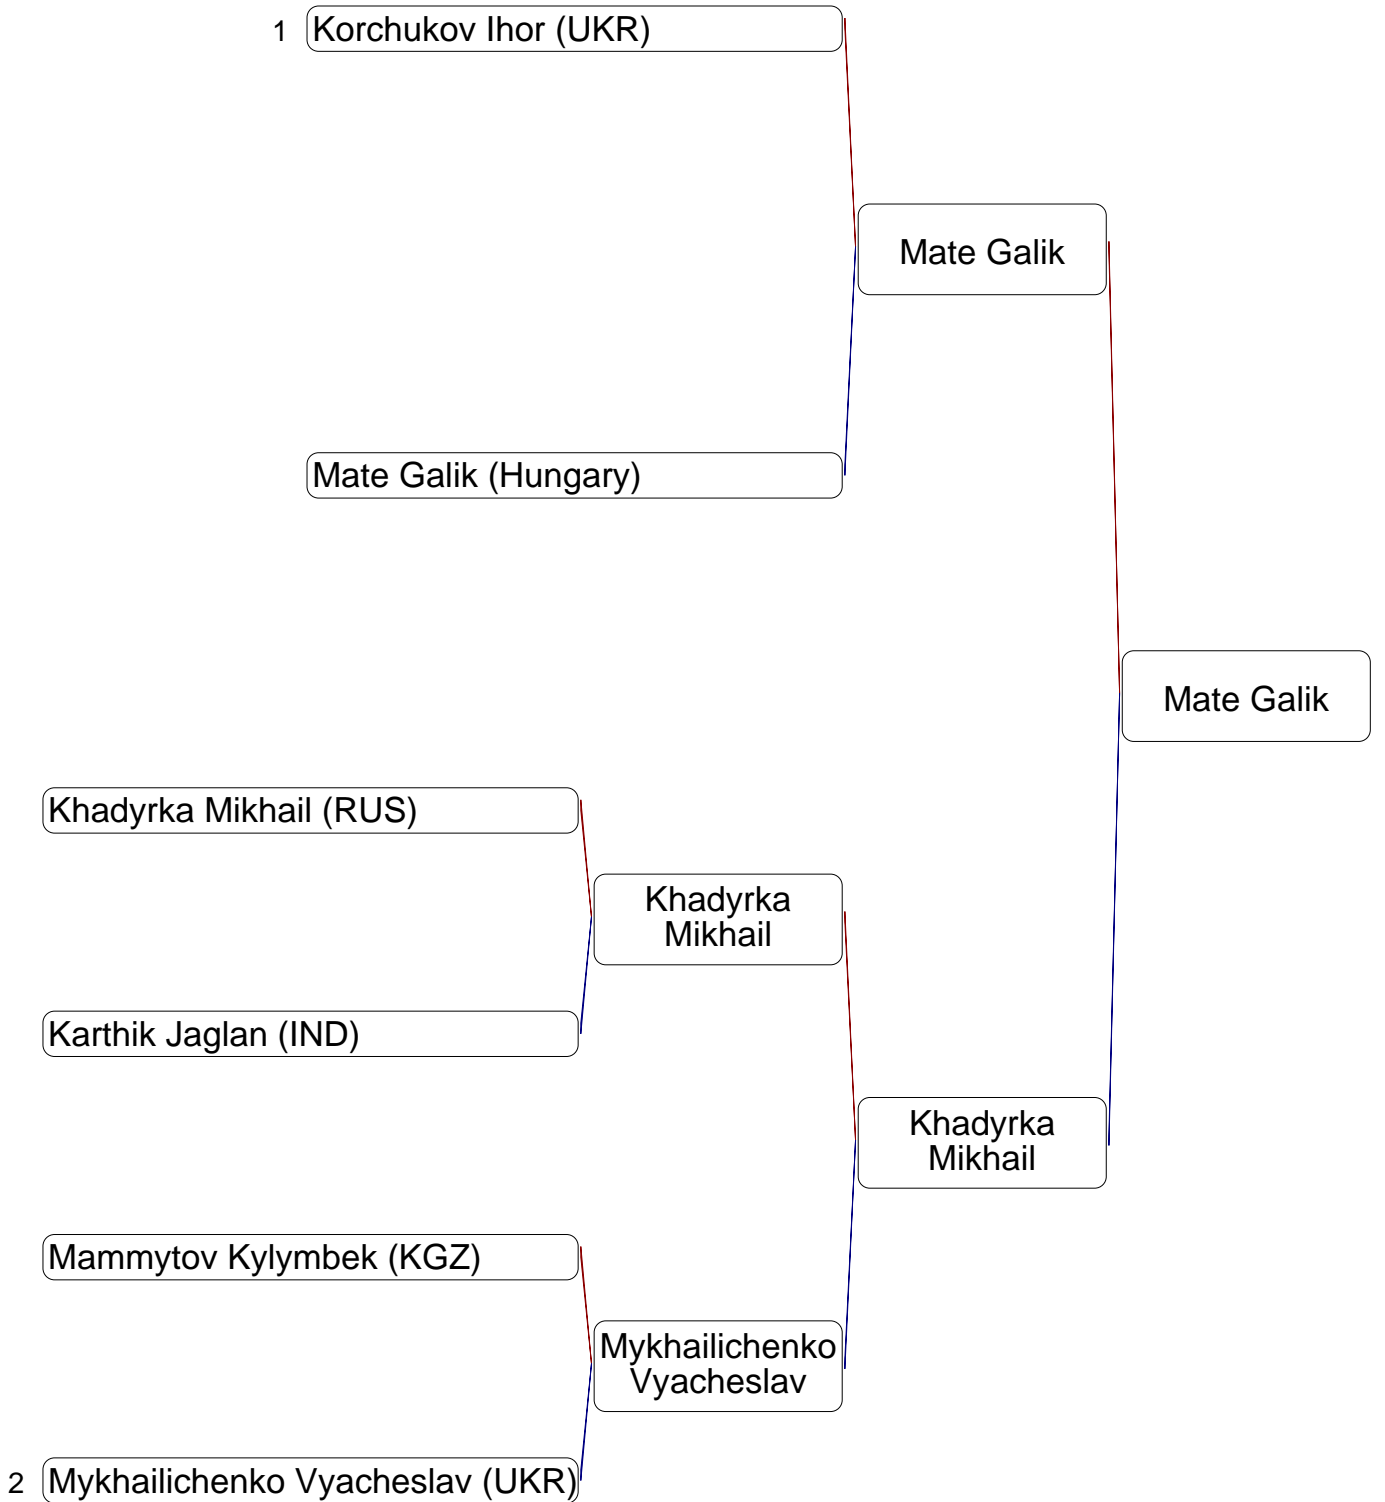 1 Korchukov Ihor (UKR)
Mate Galik
Mate Galik (Hungary)
Mate Galik
Khadyrka Mikhail (RUS)
Khadyrka
Mikhail
Karthik Jaglan (IND)
Khadyrka
Mikhail
Mammytov Kylymbek (KGZ)
Mykhailichenko
Vyacheslav
2 Mykhailichenko Vyacheslav (UKR)